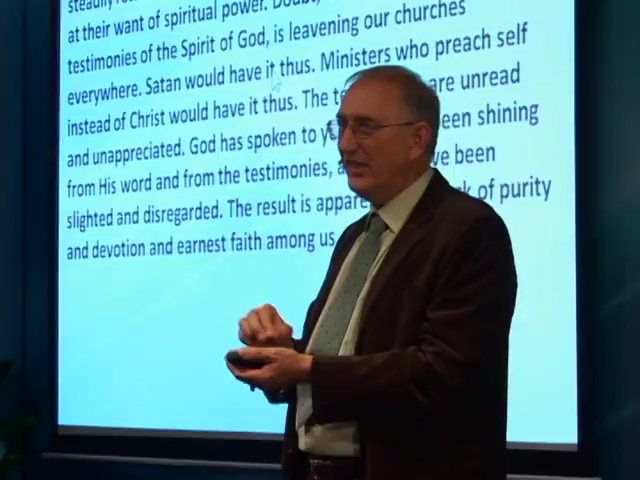 steadily
at their want of spiritual power. Doubt,
testimonies of the Spirit of God, is leavening our churches
everywhere. Satan would have it thus. Ministers who preach self
instead of Christ would have it thus. The are unread
and unappreciated. God has spoken to een shining
from His word and from the testimonies, ve been
slighted and disregarded. The result is appare k of purity
and devotion and earnest faith among us